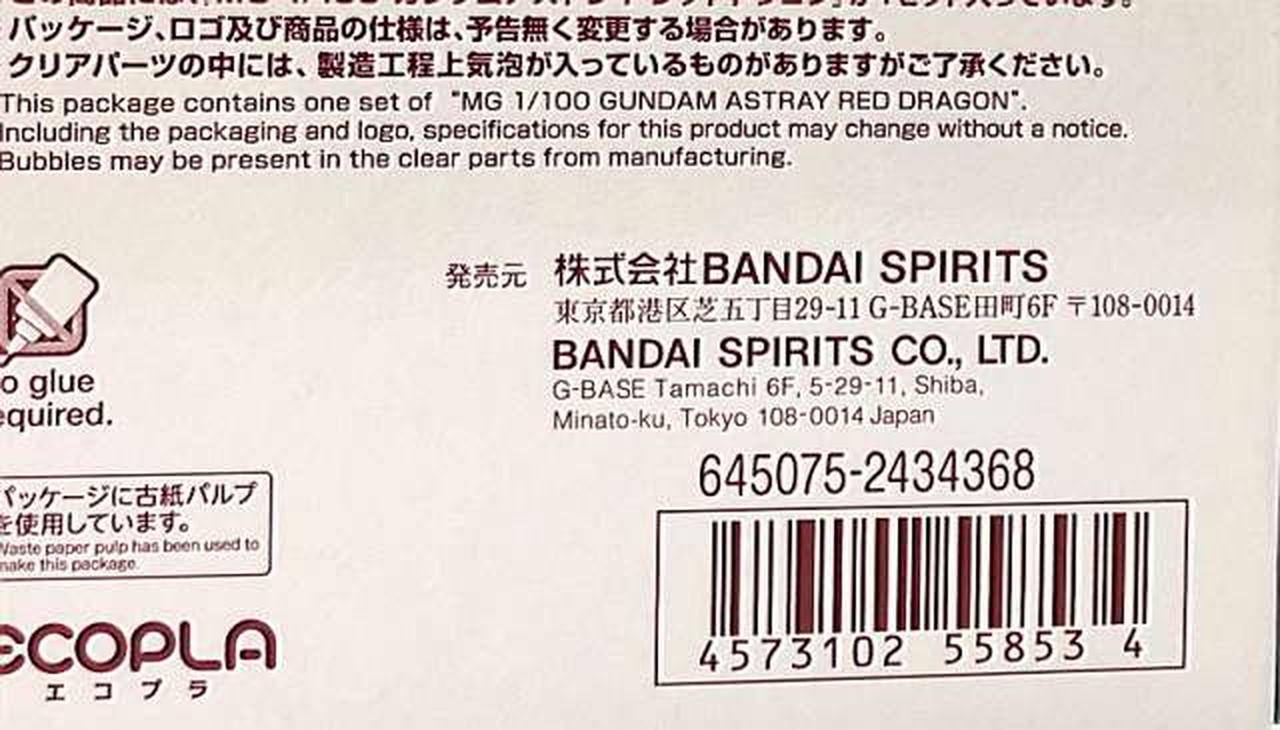 パッケージ、ロゴ及び商品の仕様は、予告無く変更する場合があります。
クリアパーツの中には、製造工程上気泡が入っているものがありますがご了承ください。
This package contains one set of "MG 1/100 GUNDAM ASTRAY RED DRAGON".
Including the packaging and logo, specifications for this product may change without a notice.
Bubbles may be present in the clear parts from manufacturing.
発売元 株式会社BANDAI SPIRITS
東京都港区芝五丁目29-11 G-BASE田町6F 〒108-0014
BANDAI SPIRITS CO., LTD.
G-BASE Tamachi 6F, 5-29-11, Shiba,
Minato-ku, Tokyo 108-0014 Japan
o glue
equired.
645075-2434368
4573102 55853 4
パッケージに古紙パルプ
を使用しています。
Waste paper pulp has been used to
make this package.
ECOPLA
エコプラ